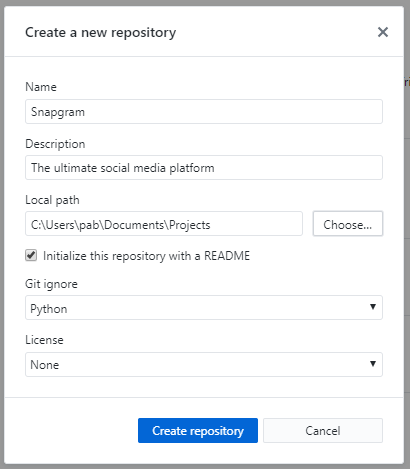 Create a new repository
Name
Snapgram
Description
The ultimate social media platform
Local path
C:\Users\pab\Documents\Projects
Choose...
Initialize this repository with a README
Git ignore
Python
License
None
Create repository
Cancel